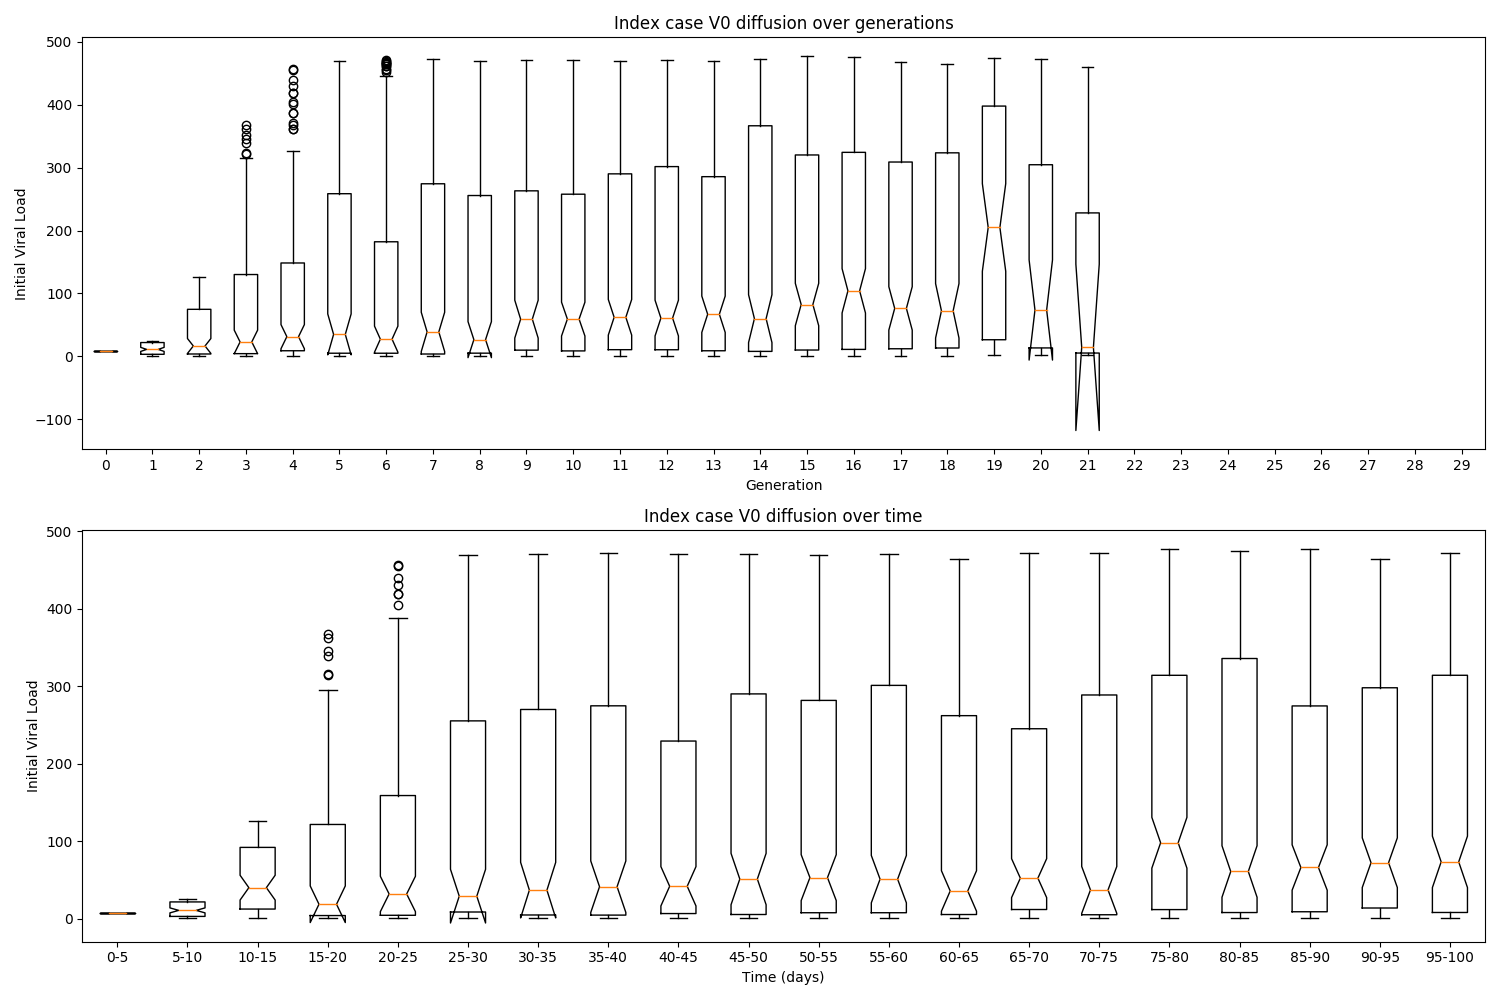 Index case V0 diffusion over generations
500
400
300
200
100
0
−100
Initial Viral Load
0 1 2 3 4 5 6 7 8 9 10 11 12 13 14 15 16 17 18 19 20 21 22 23 24 25 26 27 28 29
Generation
Index case V0 diffusion over time
500
400
300
200
100
0
Initial Viral Load
0-5 5-10 10-15 15-20 20-25 25-30 30-35 35-40 40-45 45-50 50-55 55-60 60-65 65-70 70-75 75-80 80-85 85-90 90-95 95-100
Time (days)